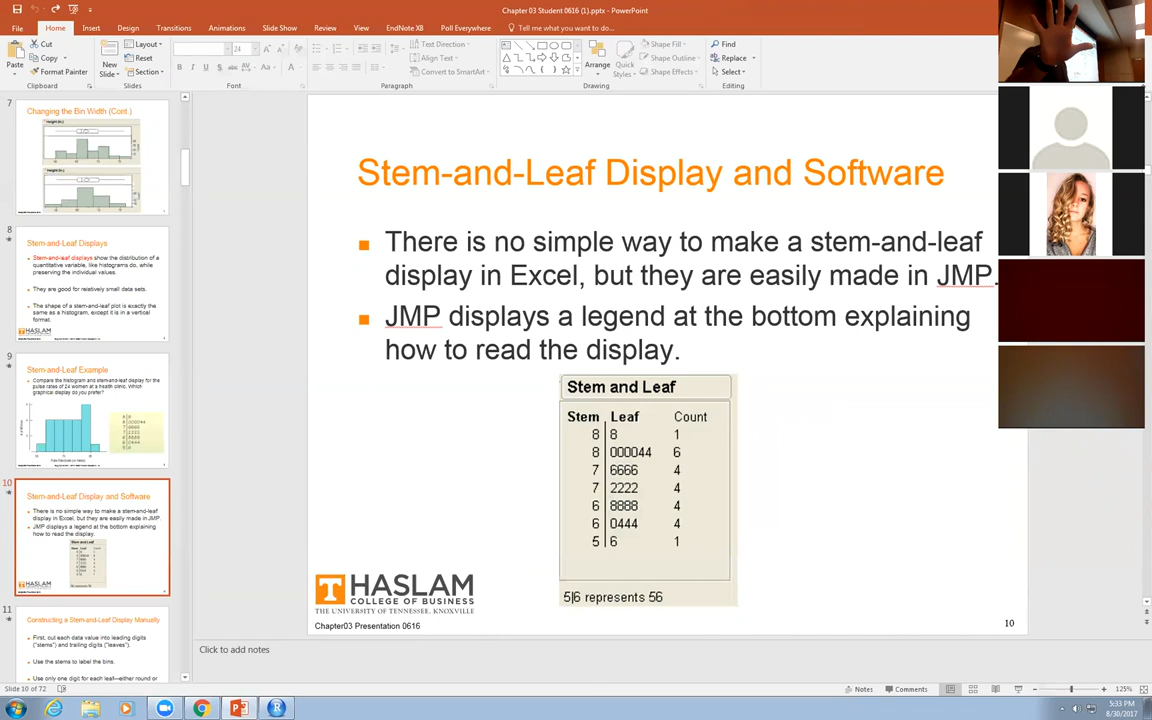 Chapter 03 Student 0616 (1).pptx - PowerPoint
File Home Insert Design Transitions Animations Slide Show Review View EndNote X8 Poll Everywhere Tell me what you want to do...
Paste
Cut
Copy
Format Painter
Clipboard
New
Slide
Layout
Reset
Section
Slides
24
B I U S abc AV Aa A
Font
Text Direction
Align Text
Convert to SmartArt
Paragraph
Arrange
Quick
Styles
Shape Fill
Shape Outline
Shape Effects
Drawing
Find
Replace
Select
Editing
7
Changing the Bin Width (Cont.)
8
Stem-and-Leaf Displays
Stem-and-leaf displays show the distribution of
a quantitative variable, like histograms do, while
preserving the individual values.
They are good for relatively small data sets.
The shape of a stem-and-leaf plot is exactly the
same as a histogram, except it is in a vertical
format.
HASLAM
9
Stem-and-Leaf Example
Compare the histogram and stem-and-leaf display for the
pulse rates of 24 women at a health clinic. Which
graphical display do you prefer?
10
Stem-and-Leaf Display and Software
There is no simple way to make a stem-and-leaf
display in Excel, but they are easily made in JMP.
JMP displays a legend at the bottom explaining
how to read the display.
HASLAM
11
Constructing a Stem-and-Leaf Display Manually
First, cut each data value into leading digits
("stems") and trailing digits ("leaves").
Use the stems to label the bins.
Use only one digit for each leaf—either round or
Stem-and-Leaf Display and Software
There is no simple way to make a stem-and-leaf
display in Excel, but they are easily made in JMP.
JMP displays a legend at the bottom explaining
how to read the display.
Stem and Leaf
Stem Leaf Count
8 8 1
8 000044 6
7 6666 4
7 2222 4
6 8888 4
6 0444 4
5 6 1
5|6 represents 56
T HASLAM
COLLEGE OF BUSINESS
THE UNIVERSITY OF TENNESSEE, KNOXVILLE
Chapter03 Presentation 0616
10
Click to add notes
Slide 10 of 72
Notes
Comments
125%
5:33 PM
8/30/2017